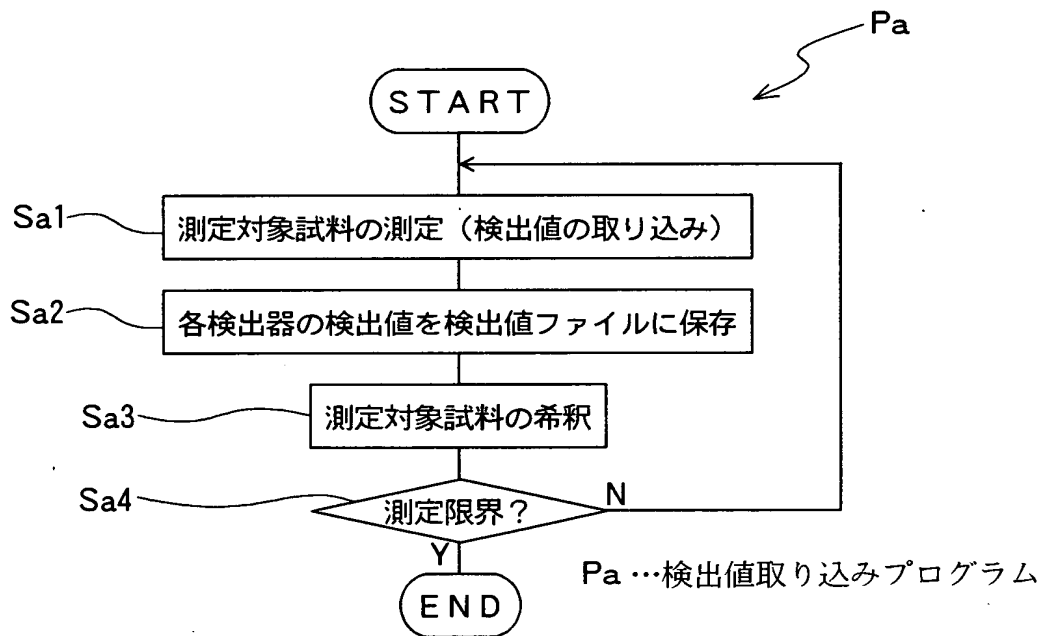 Pa
START
Sa1
測定対象試料の測定（検出値の取り込み）
Sa2
各検出器の検出値を検出値ファイルに保存
Sa3
測定対象試料の希釈
Sa4
測定限界？
N
Y
END
Pa…検出値取り込みプログラム